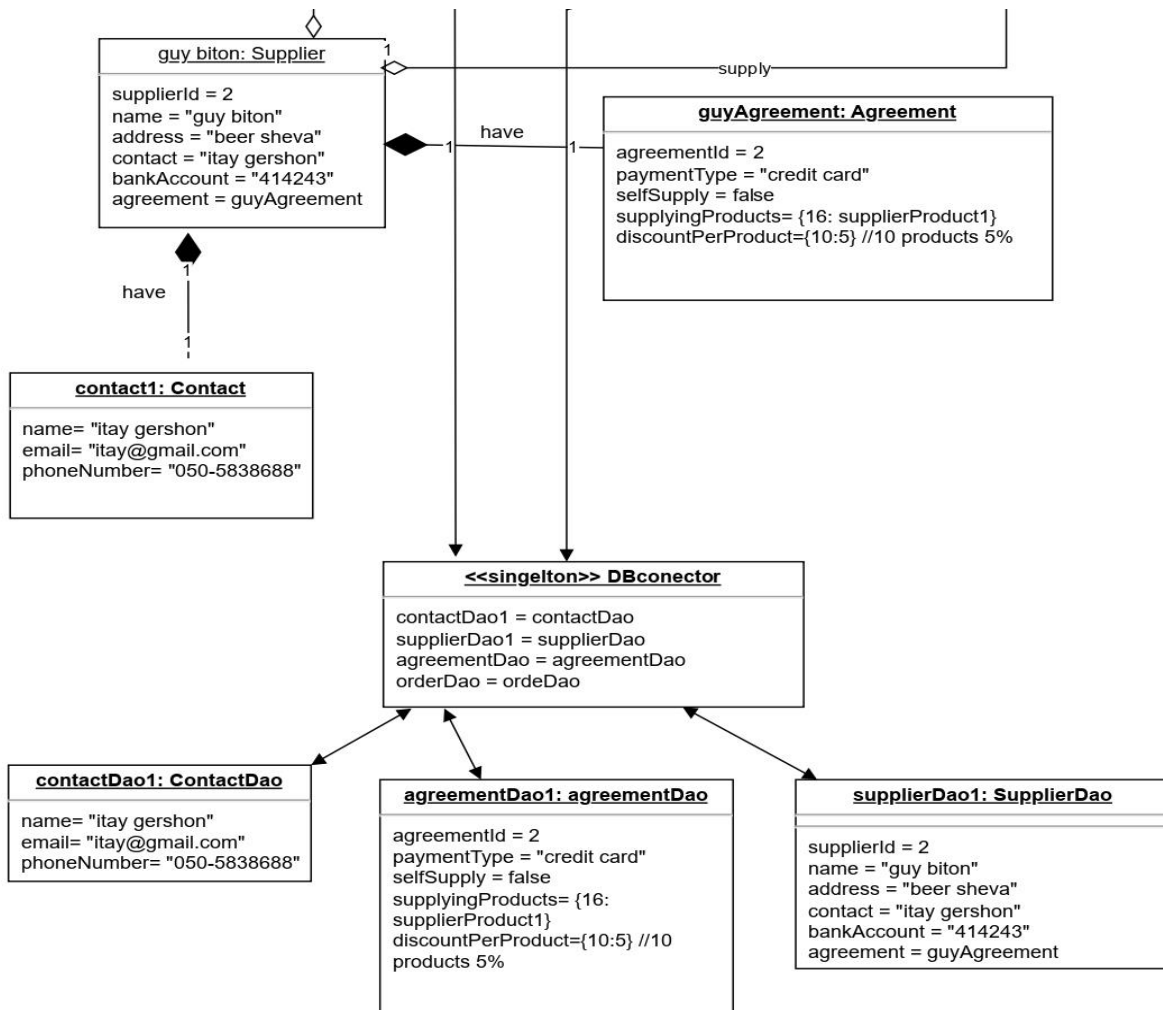 guy biton: Supplier
supplierId = 2
name = "guy biton"
address = "beer sheva"
contact = "itay gershon"
bankAccount = "414243"
agreement = guyAgreement
1
supply
have
1
1
guyAgreement: Agreement
agreementId = 2
paymentType = "credit card"
selfSupply = false
supplyingProducts= {16: supplierProduct1}
discountPerProduct={10:5} //10 products 5%
1
have
1
contact1: Contact
name= "itay gershon"
email= "itay@gmail.com"
phoneNumber= "050-5838688"
<<singelton>> DBconector
contactDao1 = contactDao
supplierDao1 = supplierDao
agreementDao = agreementDao
orderDao = ordeDao
contactDao1: ContactDao
name= "itay gershon"
email= "itay@gmail.com"
phoneNumber= "050-5838688"
agreementDao1: agreementDao
agreementId = 2
paymentType = "credit card"
selfSupply = false
supplyingProducts= {16:
supplierProduct1}
discountPerProduct={10:5} //10
products 5%
supplierDao1: SupplierDao
supplierId = 2
name = "guy biton"
address = "beer sheva"
contact = "itay gershon"
bankAccount = "414243"
agreement = guyAgreement